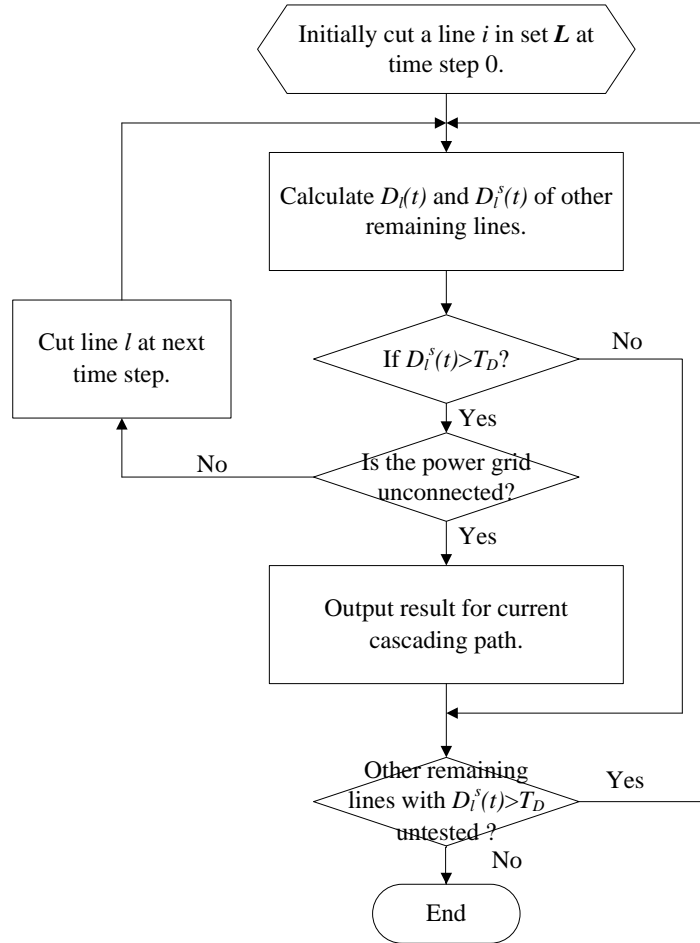 Initially cut a line i in set L at
time step 0.
Calculate Dₗ(t) and Dₗˢ(t) of other
remaining lines.
Cut line l at next
time step.
If Dₗˢ(t)>T_D?
No
Yes
Is the power grid
unconnected?
No
Yes
Output result for current
cascading path.
Other remaining
lines with Dₗˢ(t)>T_D
untested ?
Yes
No
End